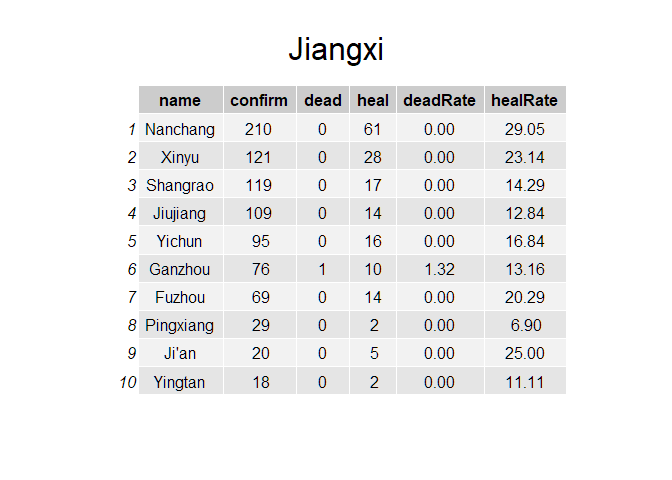 Jiangxi
name confirm dead heal deadRate healRate
1 Nanchang 210 0 61 0.00 29.05
2 Xinyu 121 0 28 0.00 23.14
3 Shangrao 119 0 17 0.00 14.29
4 Jiujiang 109 0 14 0.00 12.84
5 Yichun 95 0 16 0.00 16.84
6 Ganzhou 76 1 10 1.32 13.16
7 Fuzhou 69 0 14 0.00 20.29
8 Pingxiang 29 0 2 0.00 6.90
9 Ji'an 20 0 5 0.00 25.00
10 Yingtan 18 0 2 0.00 11.11